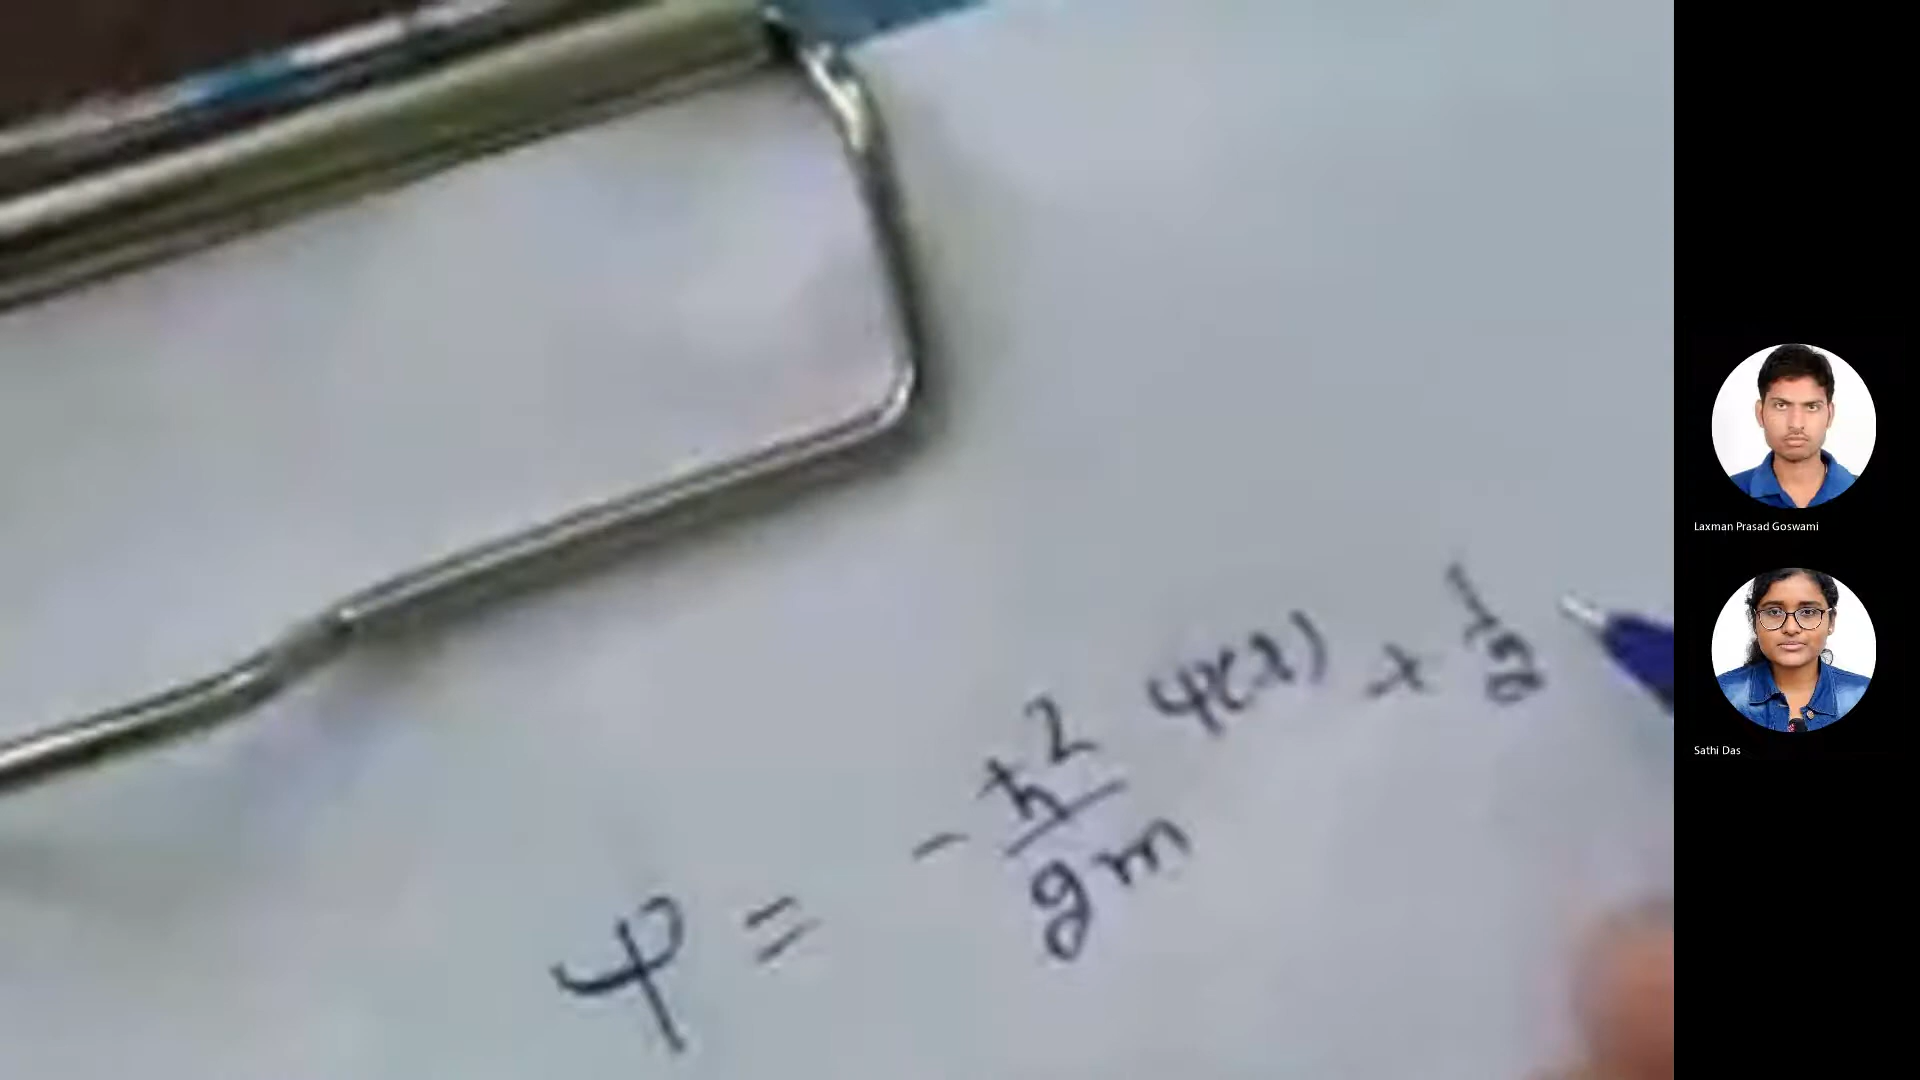 ψ = - ħ²/2m ψ(x) + 1/2
Laxman Prasad Goswami
Sathi Das